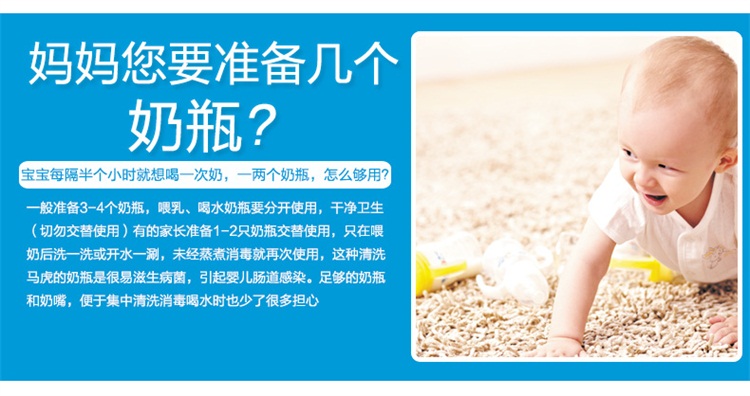 妈妈您要准备几个
奶瓶？
宝宝每隔半个小时就想喝一次奶，一两个奶瓶，怎么够用？
一般准备3-4个奶瓶，喂乳、喝水奶瓶要分开使用，干净卫生
（切勿交替使用）有的家长准备1-2只奶瓶交替使用，只在喂
奶后洗一洗或开水一涮，未经蒸煮消毒就再次使用，这种清洗
马虎的奶瓶是很易滋生病菌，引起婴儿肠道感染。足够的奶瓶
和奶嘴，便于集中清洗消毒喝水时也少了很多担心